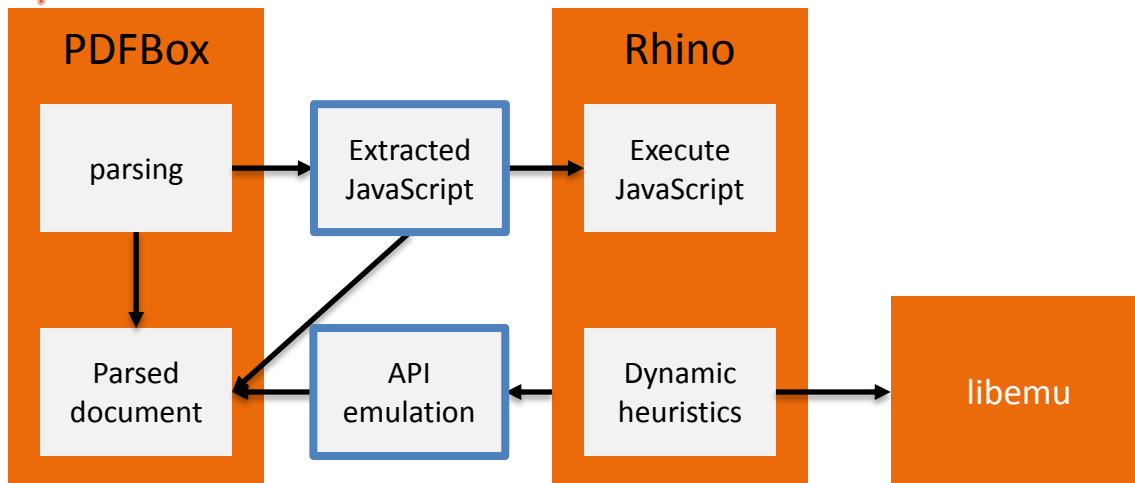 PDFBox
Rhino
parsing
Extracted
JavaScript
Execute
JavaScript
Parsed
document
API
emulation
Dynamic
heuristics
libemu